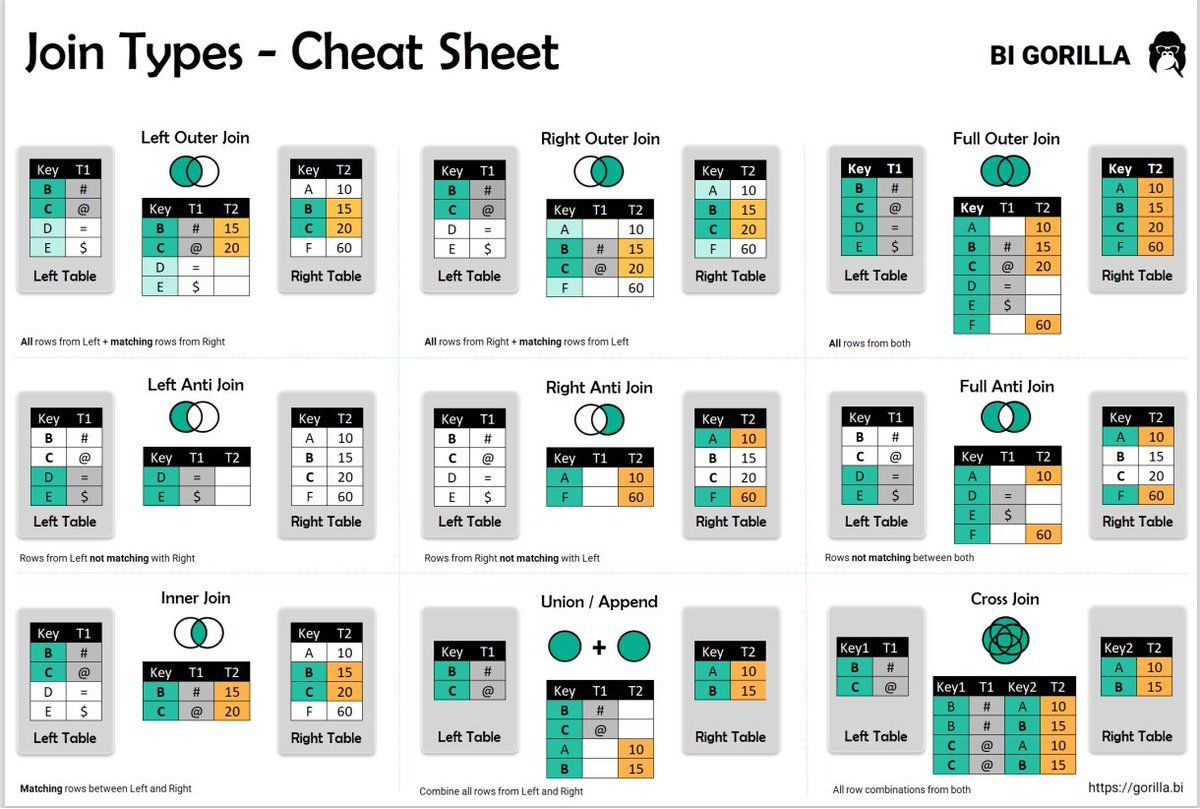 Join Types - Cheat Sheet
BI GORILLA
Left Outer Join
Key T1
B #
C @
D =
E $
Left Table
Key T1 T2
B # 15
C @ 20
D =
E $
Key T2
A 10
B 15
C 20
F 60
Right Table
All rows from Left + matching rows from Right
Right Outer Join
Key T1
B #
C @
D =
E $
Left Table
Key T1 T2
A 10
B # 15
C @ 20
F 60
Key T2
A 10
B 15
C 20
F 60
Right Table
All rows from Right + matching rows from Left
Full Outer Join
Key T1
B #
C @
D =
E $
Left Table
Key T1 T2
A 10
B # 15
C @ 20
D =
E $
F 60
Key T2
A 10
B 15
C 20
F 60
Right Table
All rows from both
Left Anti Join
Key T1
B #
C @
D =
E $
Left Table
Key T1 T2
D =
E $
Key T2
A 10
B 15
C 20
F 60
Right Table
Rows from Left not matching with Right
Right Anti Join
Key T1
B #
C @
D =
E $
Left Table
Key T1 T2
A 10
F 60
Key T2
A 10
B 15
C 20
F 60
Right Table
Rows from Right not matching with Left
Full Anti Join
Key T1
B #
C @
D =
E $
Left Table
Key T1 T2
A 10
D =
E $
F 60
Key T2
A 10
B 15
C 20
F 60
Right Table
Rows not matching between both
Inner Join
Key T1
B #
C @
D =
E $
Left Table
Key T1 T2
B # 15
C @ 20
Key T2
A 10
B 15
C 20
F 60
Right Table
Matching rows between Left and Right
Union / Append
+
Key T1
B #
C @
Left Table
Key T1 T2
B #
C @
A 10
B 15
Key T2
A 10
B 15
Right Table
Combine all rows from Left and Right
Cross Join
Key1 T1
B #
C @
Left Table
Key1 T1 Key2 T2
B # A 10
B # B 15
C @ A 10
C @ B 15
Key2 T2
A 10
B 15
Right Table
All row combinations from both
https://gorilla.bi